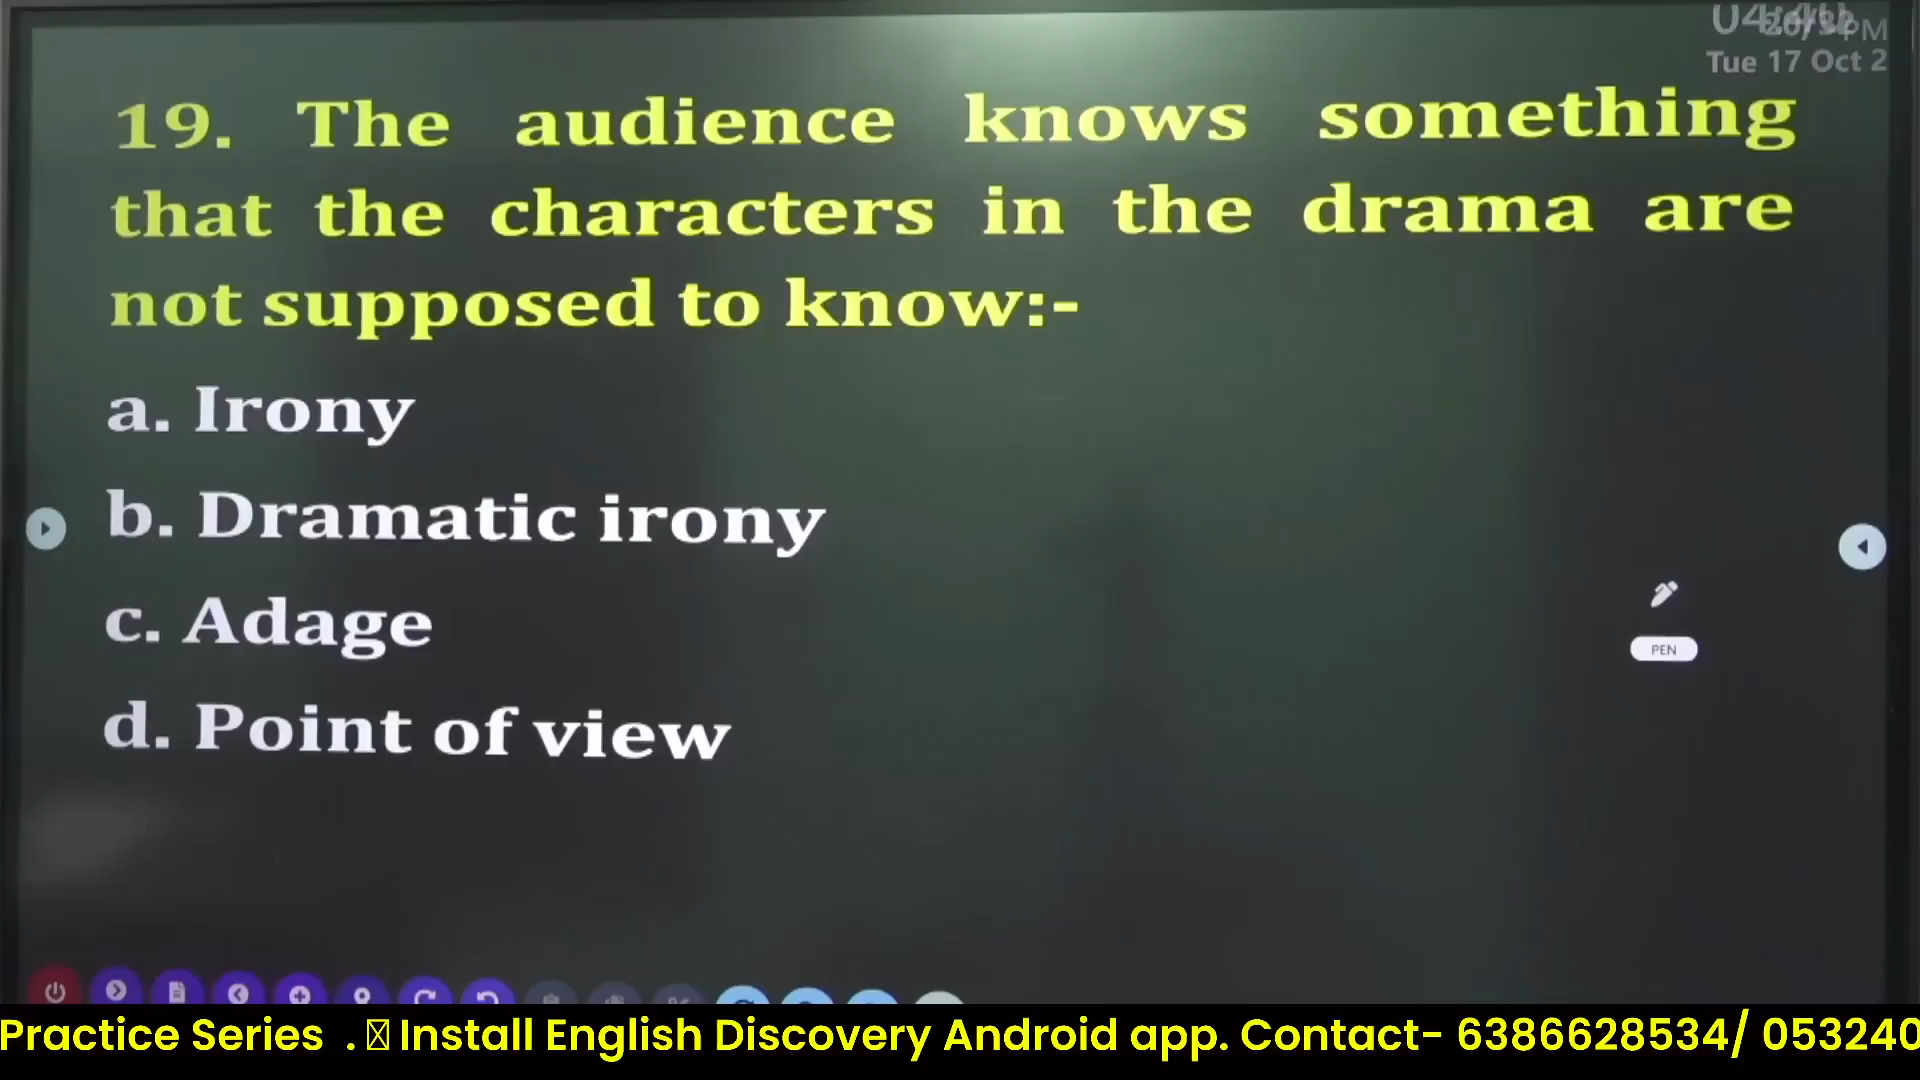 Tue 17 Oct 2
19. The audience knows something
that the characters in the drama are
not supposed to know:-
a. Irony
b. Dramatic irony
c. Adage
d. Point of view
PEN
Practice Series . Install English Discovery Android app. Contact- 6386628534/ 053240